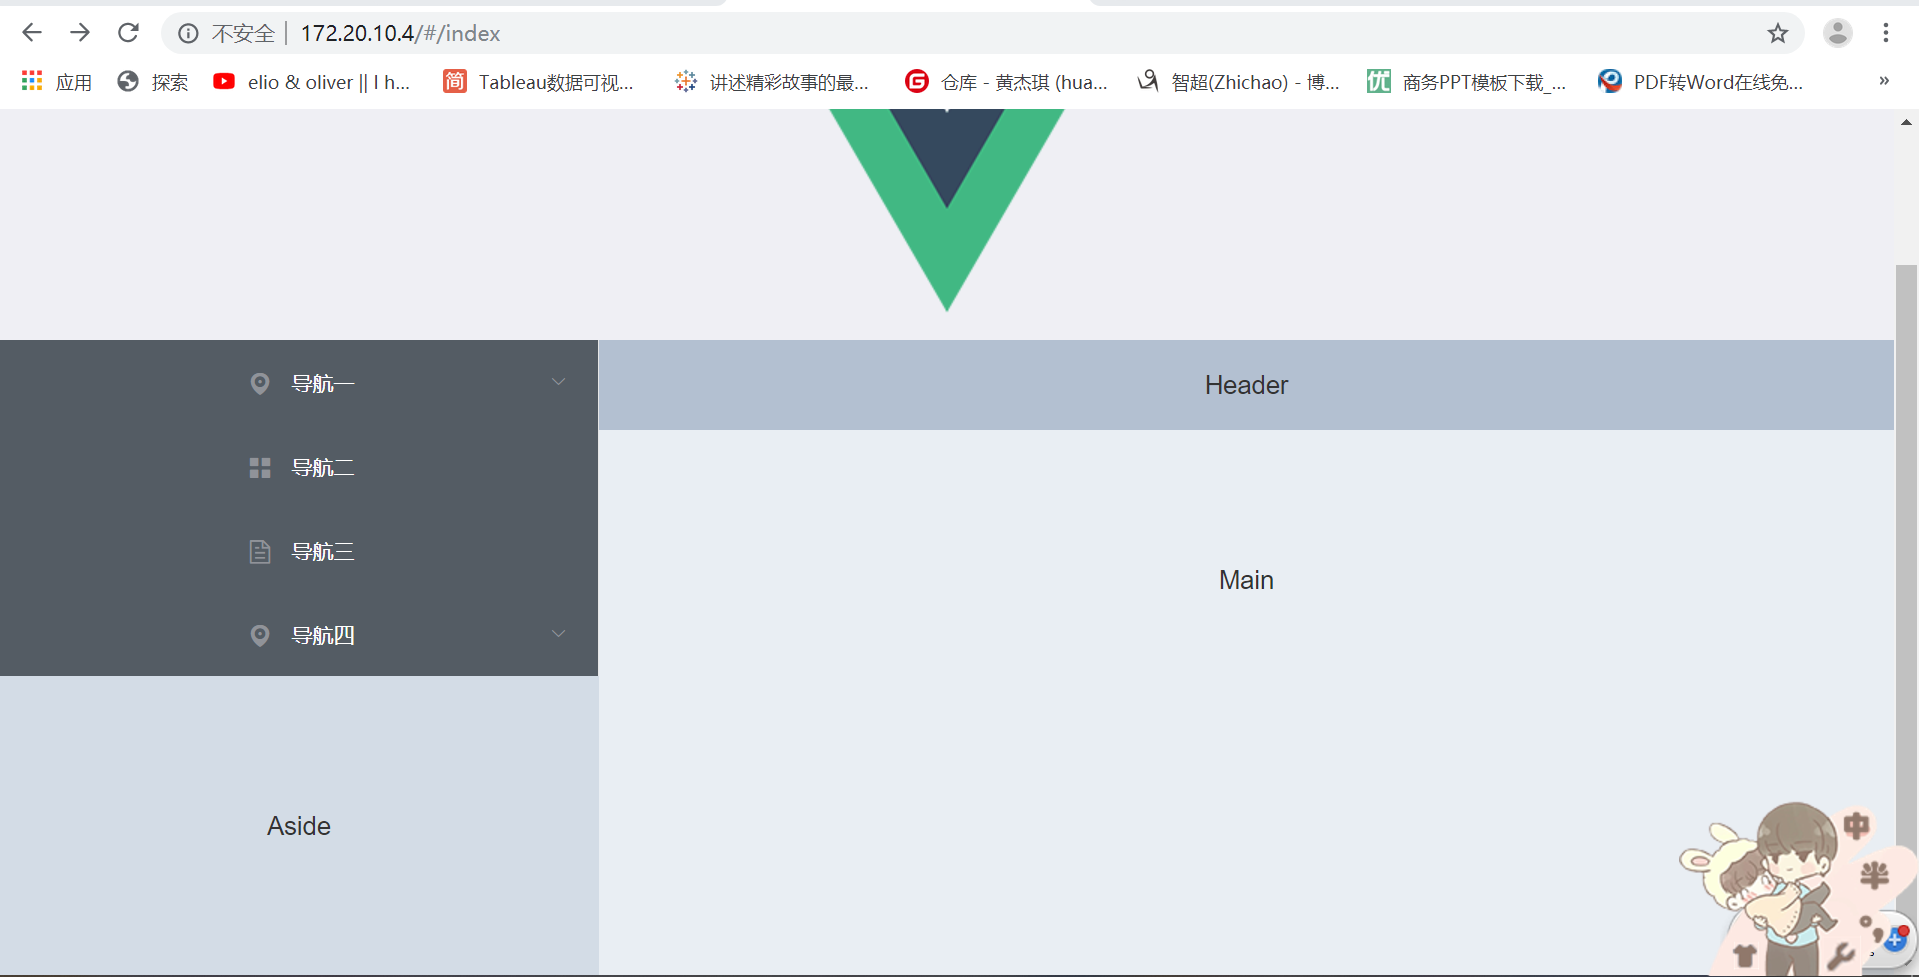 不安全 172.20.10.4/#/index
应用 探索 elio & oliver || I h... 简 Tableau数据可视... 讲述精彩故事的最... G 仓库 - 黄杰琪 (hua... 智超(Zhichao) - 博... 优 商务PPT模板下载_... PDF转Word在线免... »
导航一
Header
导航二
导航三
Main
导航四
Aside
中
半